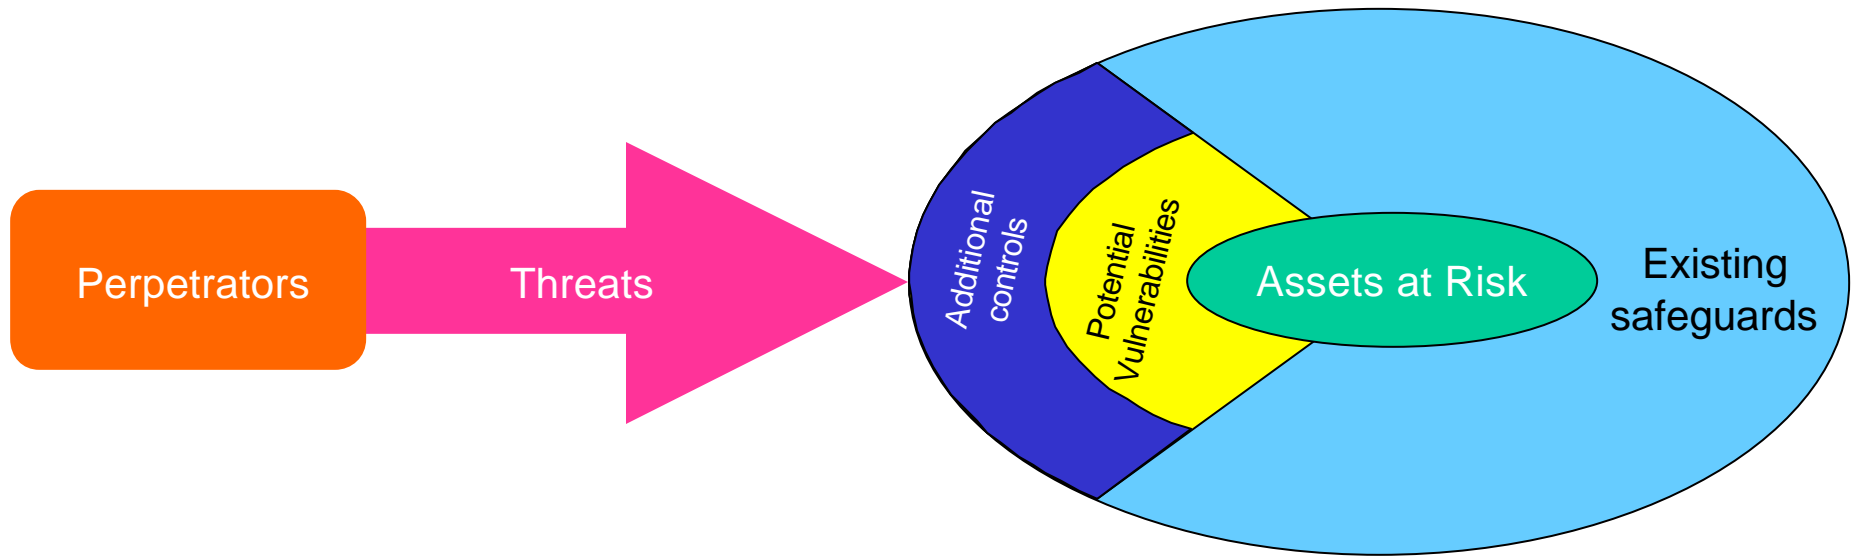 Perpetrators
Threats
Additional
controls
Potential
Vulnerabilities
Assets at Risk
Existing
safeguards